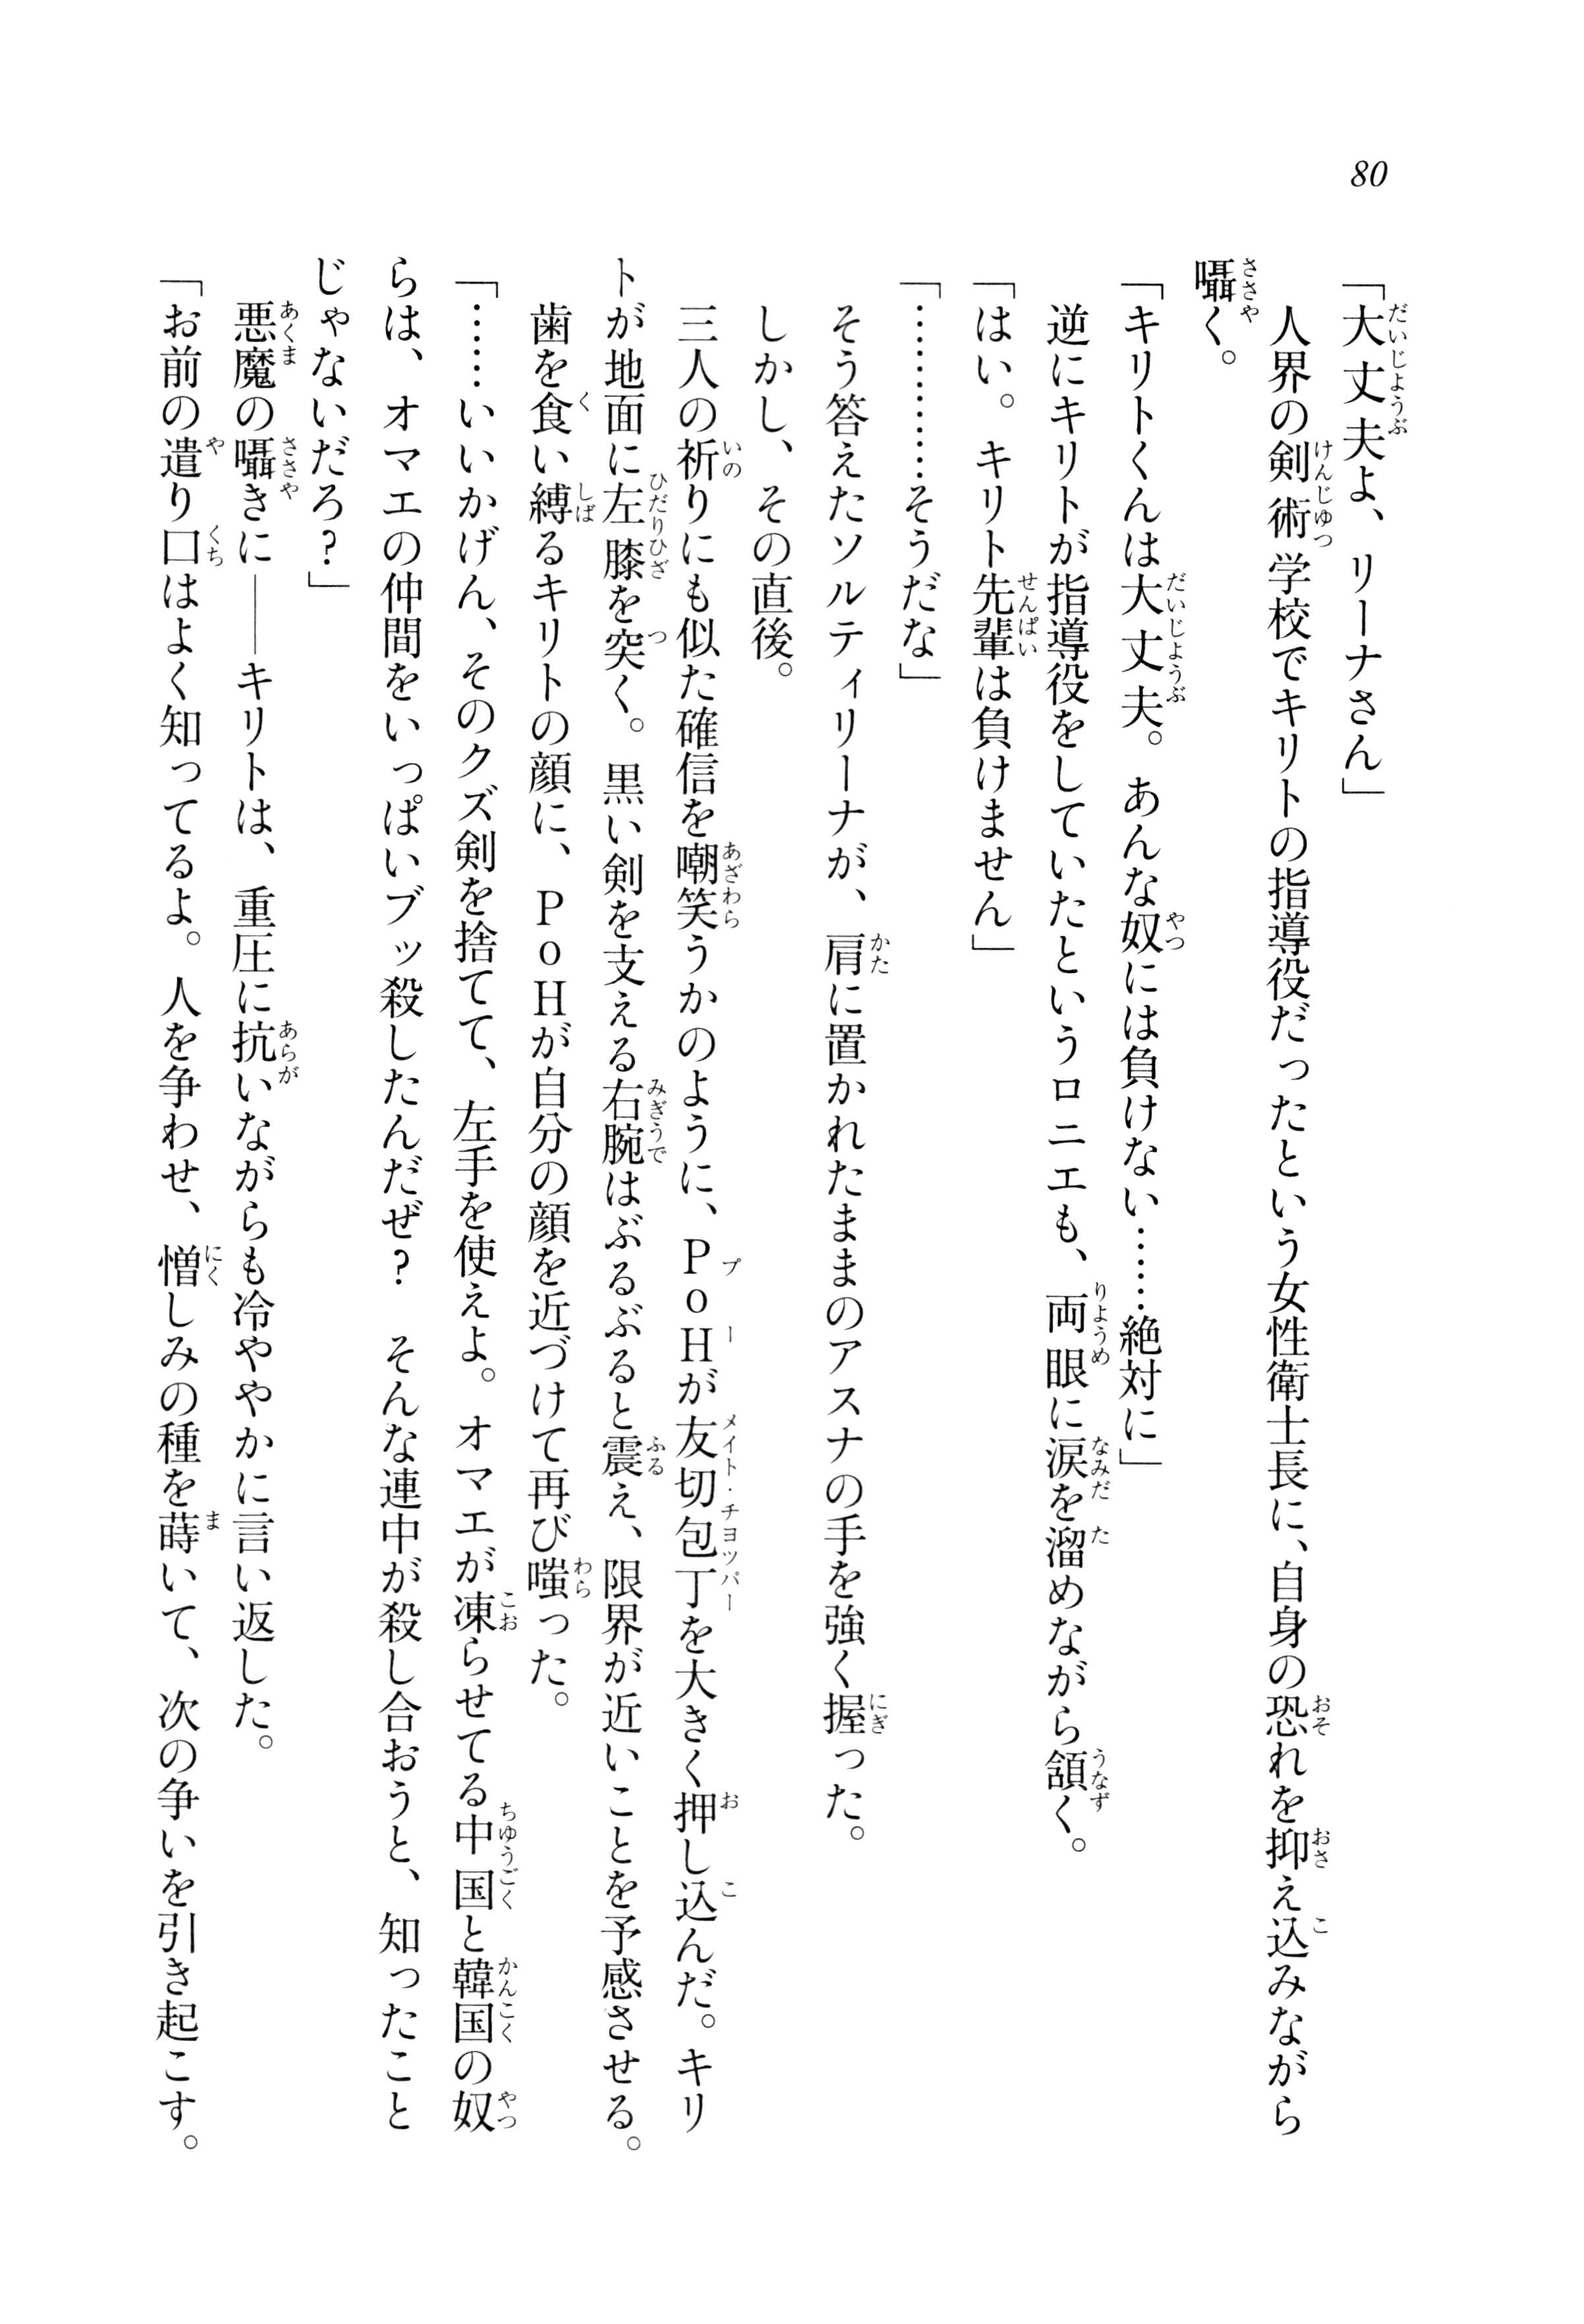 80
「大丈夫よ、リーナさん」
人界の剣術学校でキリトの指導役だったという女性衛士長に、自身の恐れを抑え込みながら
囁く。
「キリトくんは大丈夫。あんな奴には負けない……絶対に」
逆にキリトが指導役をしていたというロニエも、両眼に涙を溜めながら頷く。
「はい。キリト先輩は負けません」
「…………そうだな」
そう答えたソルティリーナが、肩に置かれたままのアスナの手を強く握った。
しかし、その直後。
三人の祈りにも似た確信を嘲笑うかのように、PoHが友切包丁を大きく押し込んだ。キリ
トが地面に左膝を突く。黒い剣を支える右腕はぶるぶると震え、限界が近いことを予感させる。
歯を食い縛るキリトの顔に、PoHが自分の顔を近づけて再び嗤った。
「……いいかげん、そのクズ剣を捨てて、左手を使えよ。オマエが凍らせてる中国と韓国の奴
らは、オマエの仲間をいっぱいブッ殺したんだぜ？　そんな連中が殺し合おうと、知ったこと
じゃないだろ？」
悪魔の囁きに――キリトは、重圧に抗いながらも冷ややかに言い返した。
「お前の遣り口はよく知ってるよ。人を争わせ、憎しみの種を蒔いて、次の争いを引き起こす。